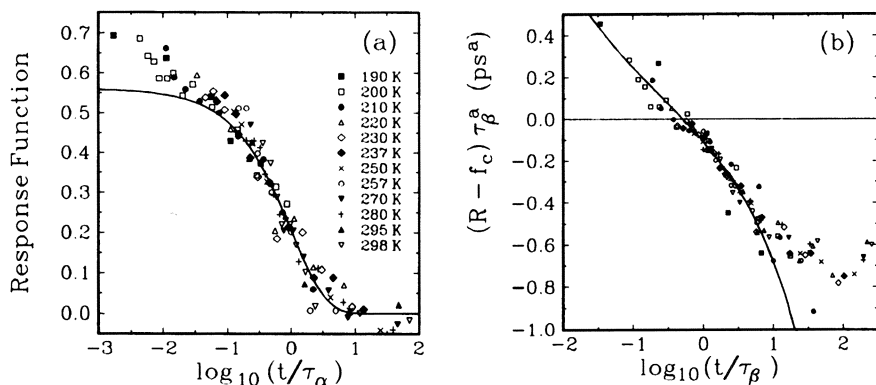 (a)
Response Function
0.7
0.6
0.5
0.4
0.3
0.2
0.1
0.0
190 K
200 K
210 K
220 K
230 K
237 K
250 K
257 K
270 K
280 K
295 K
298 K
−3 −2 −1 0 1 2
log₁₀(t/τα)
(b)
(R − f_c) τ_β^a (ps^a)
0.4
0.2
0.0
−0.2
−0.4
−0.6
−0.8
−1.0
−2 −1 0 1 2
log₁₀(t/τβ)